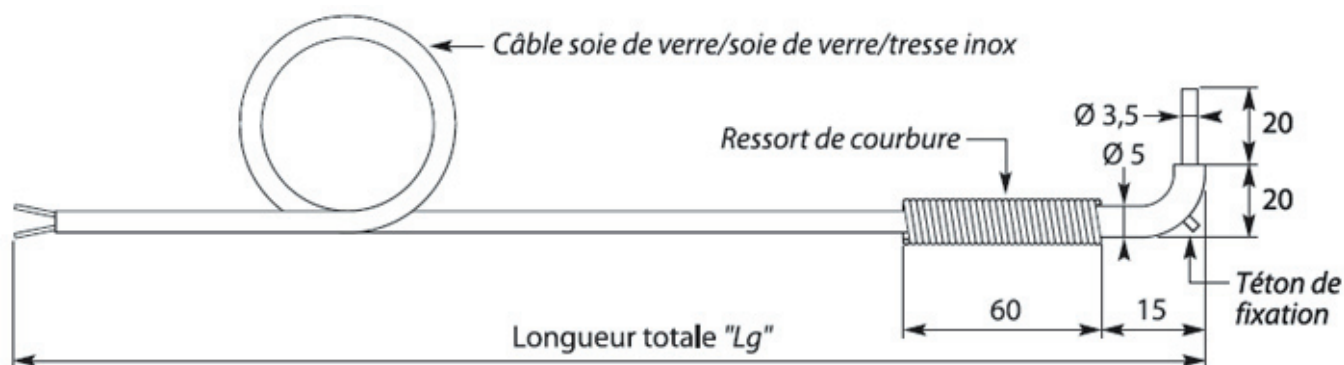 Câble soie de verre/soie de verre/tresse inox
Ø 3,5
20
Ressort de courbure
Ø 5
20
60
15
Téton de
fixation
Longueur totale "Lg"